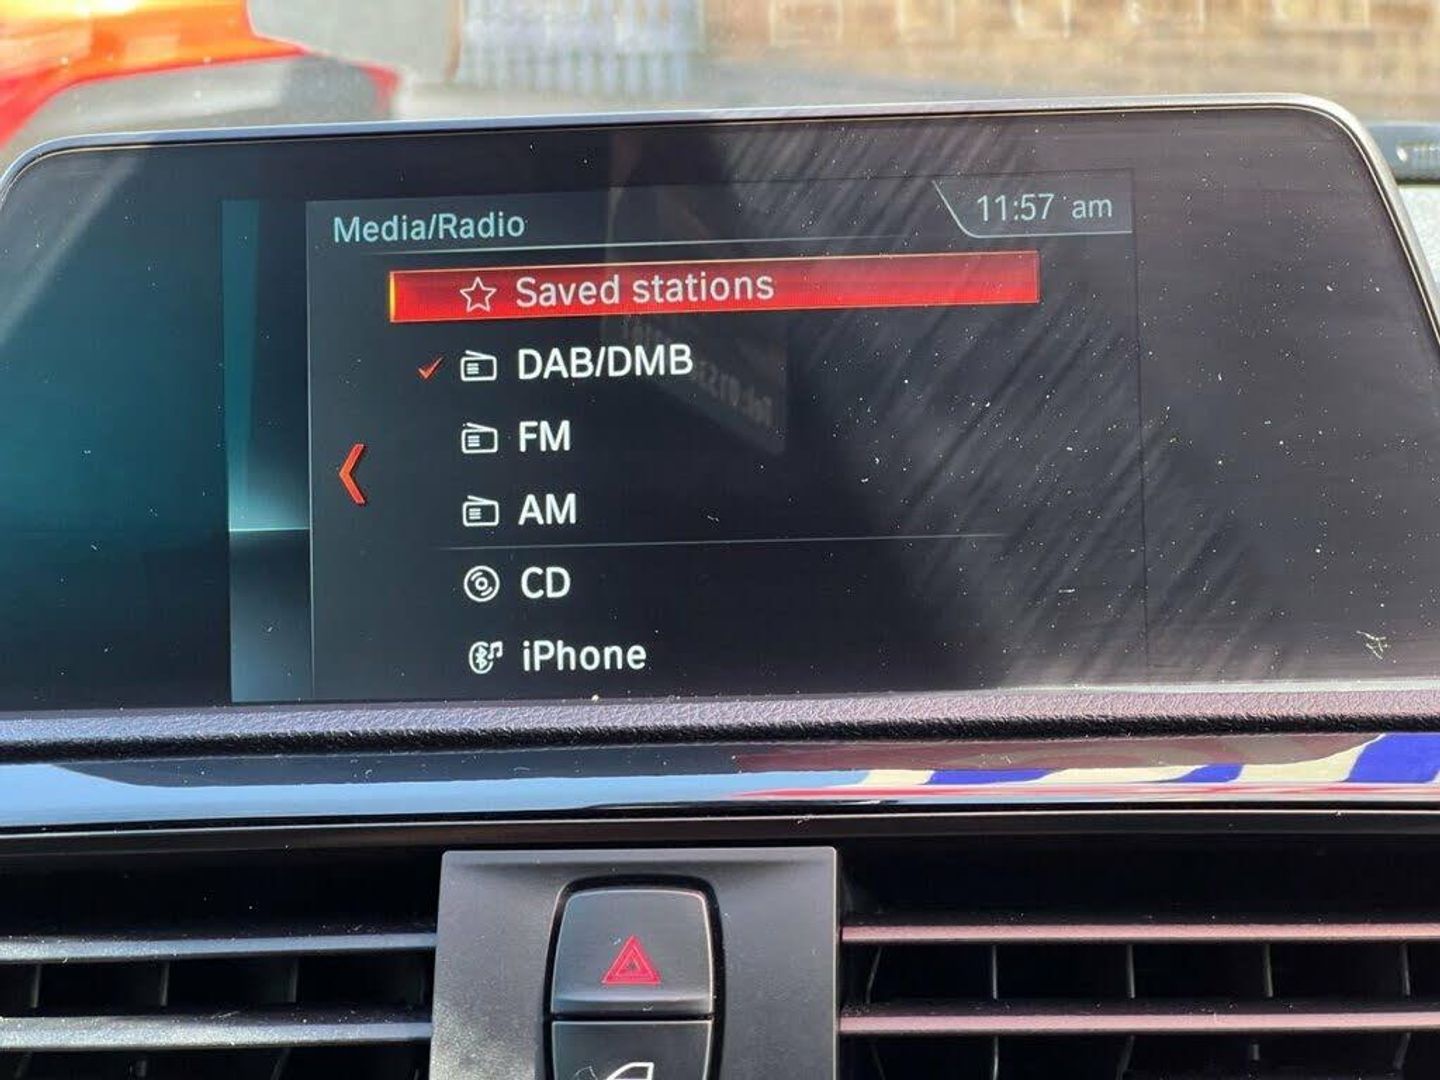 Media/Radio
11:57 am
Saved stations
DAB/DMB
FM
AM
CD
iPhone